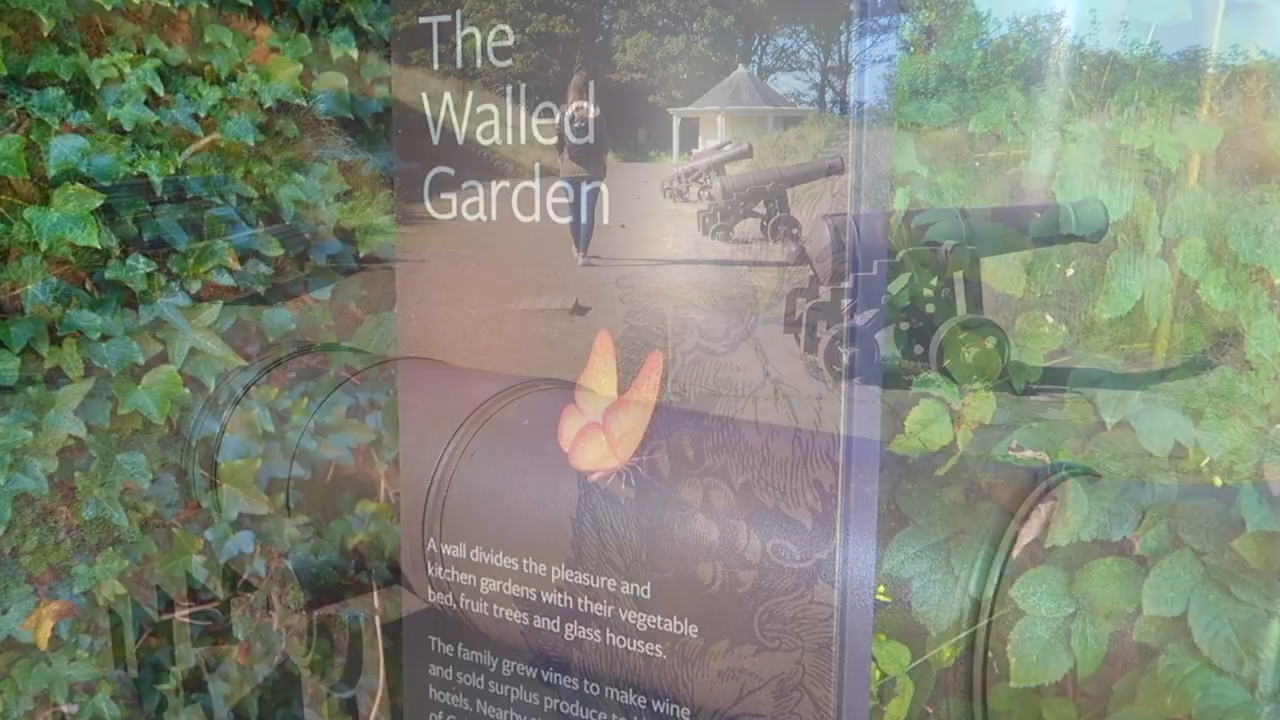 The
Walled
Garden
A wall divides the pleasure and
kitchen gardens with their vegetable
bed, fruit trees and glass houses.
The family grew vines to make wine
and sold surplus produce to
hotels. Nearby
of